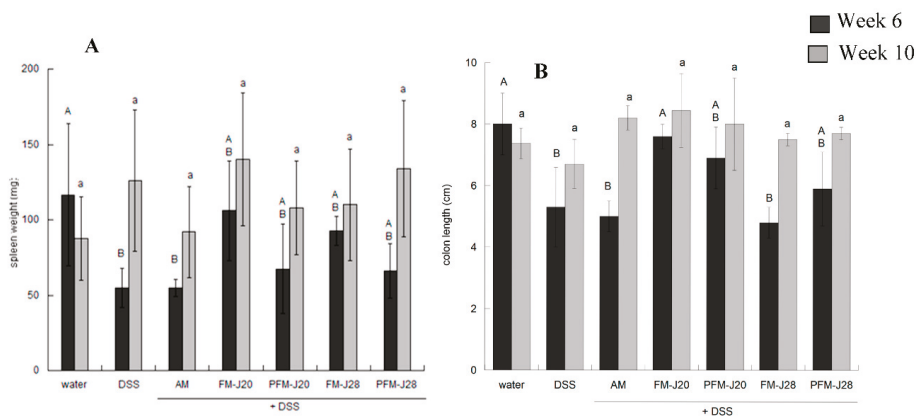 Week 6
Week 10
A
200
150
100
50
0
spleen weight (mg)
A
a
B
a
B
a
A
B
a
A
B
a
A
B
a
A
B
a
water DSS AM FM-J20 PFM-J20 FM-J28 PFM-J28
+ DSS
B
10
8
6
4
2
0
colon length (cm)
A
a
B
a
B
a
A
a
A
B
a
B
a
A
B
a
water DSS AM FM-J20 PFM-J20 FM-J28 PFM-J28
+ DSS